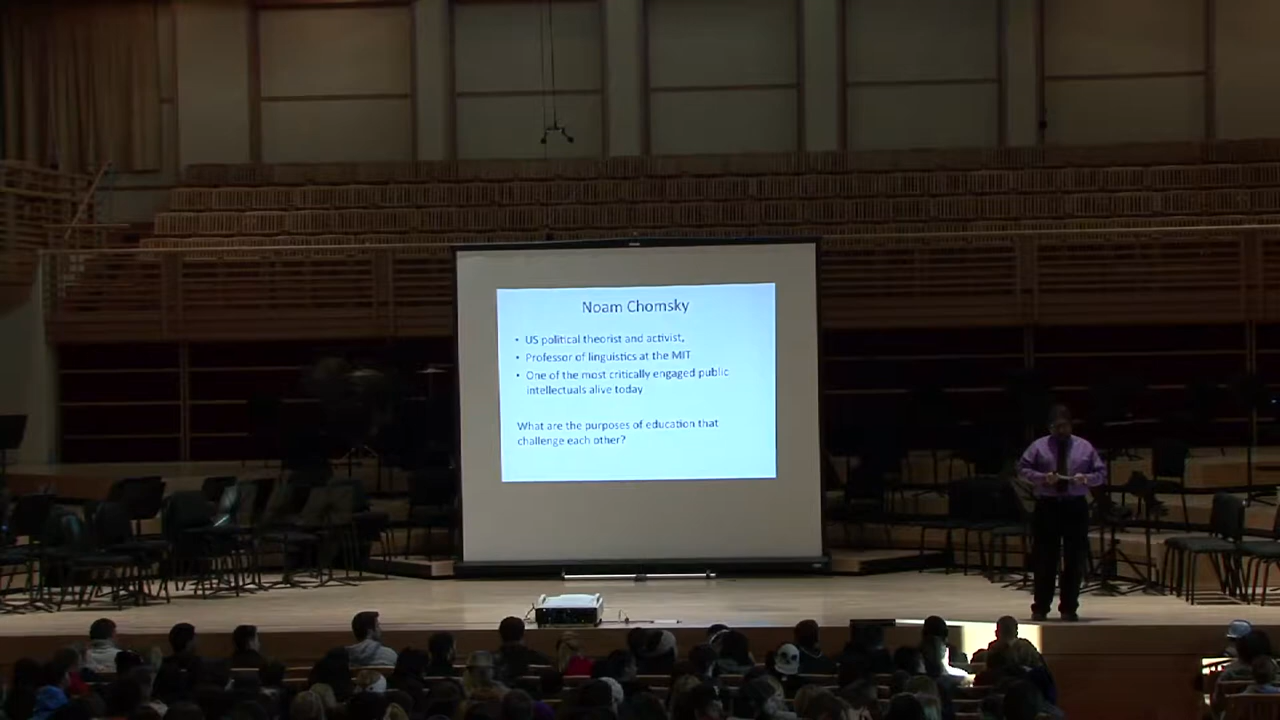 Noam Chomsky
• US political theorist and activist,
• Professor of linguistics at the MIT
• One of the most critically engaged public
intellectuals alive today
What are the purposes of education that
challenge each other?